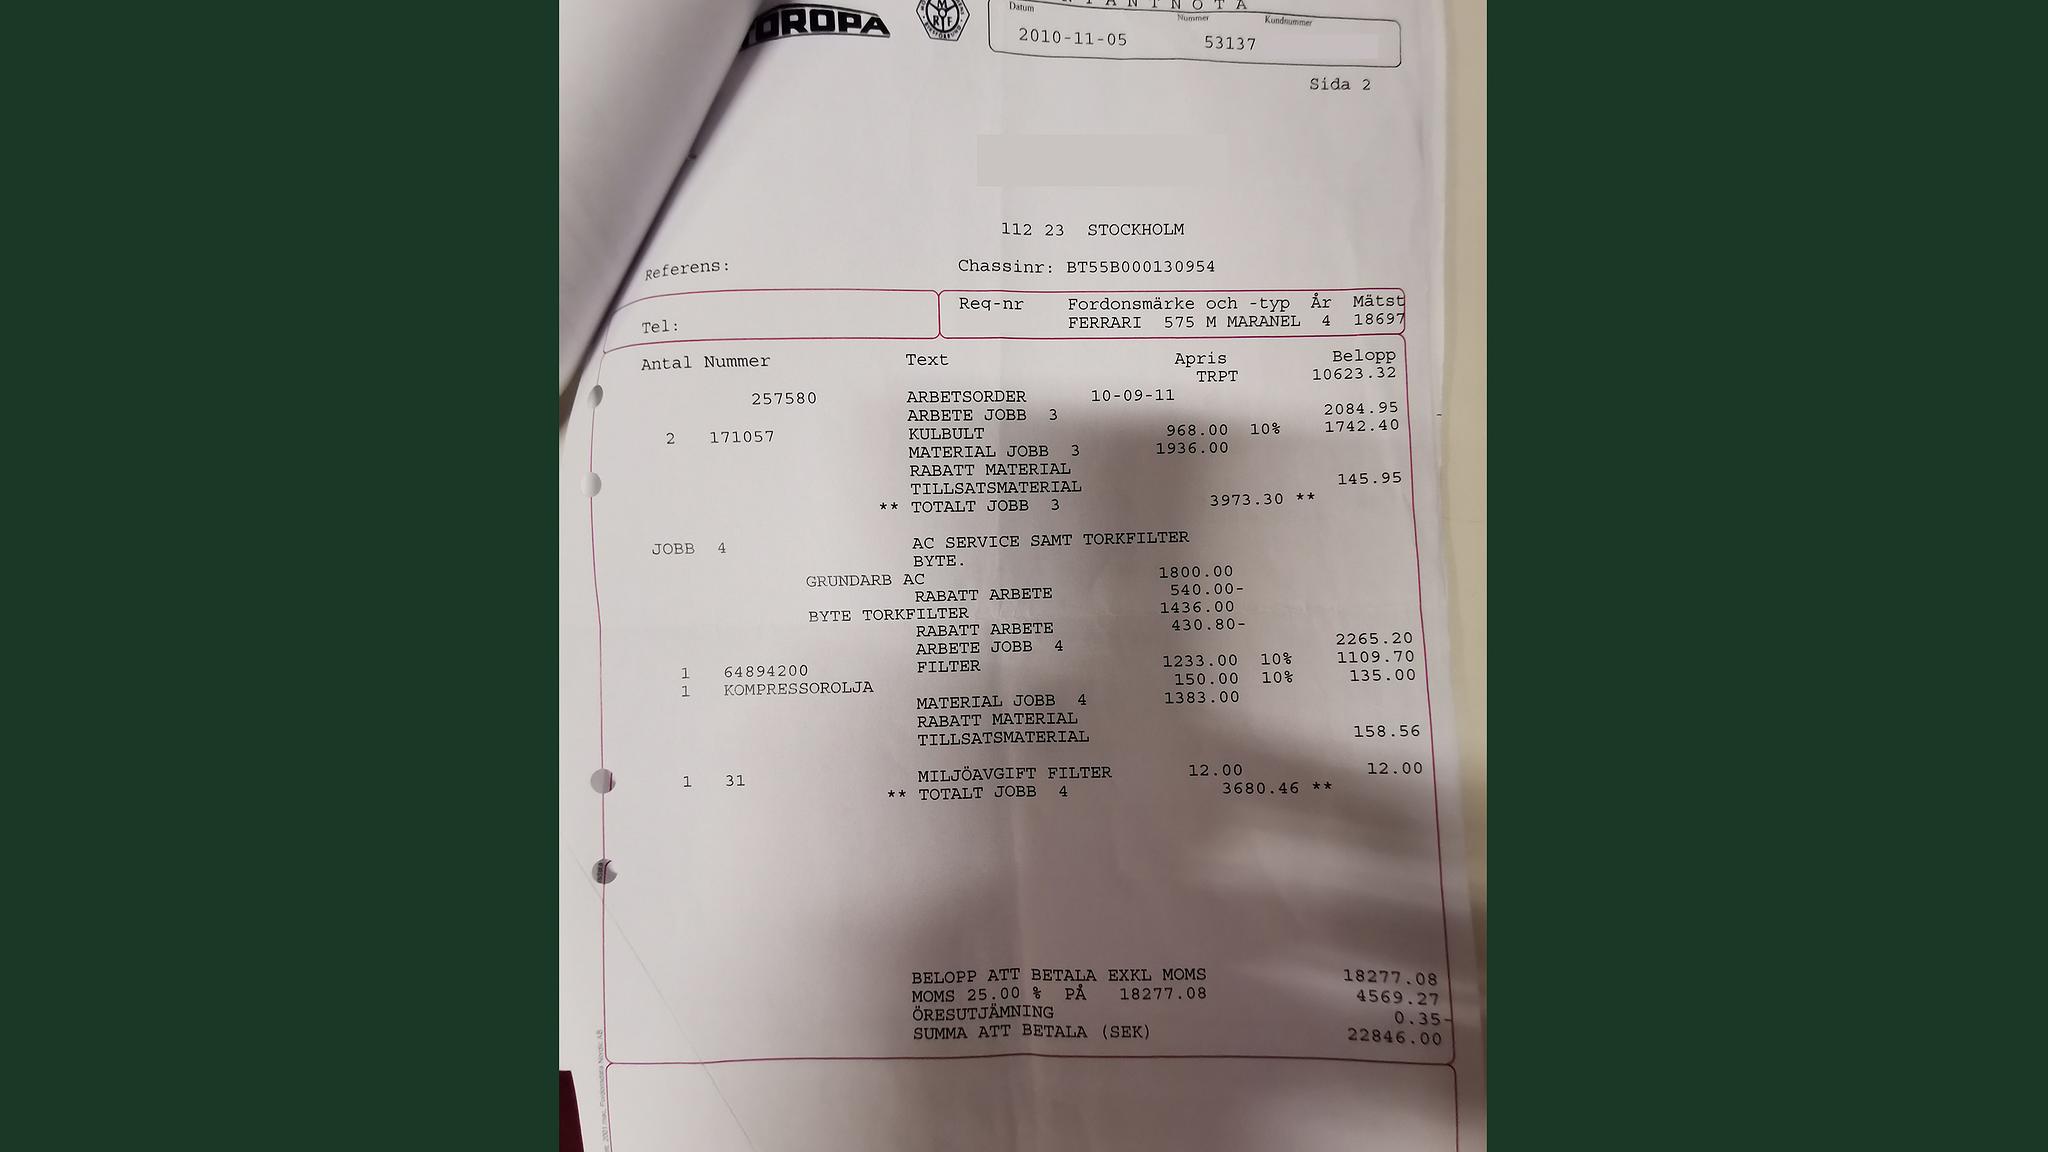 OROPA
Datum Nummer Kundnummer
2010-11-05 53137
Sida 2
112 23 STOCKHOLM
Referens: Chassinr: BT55B000130954
Req-nr Fordonsmärke och -typ År Mätst
Tel: FERRARI 575 M MARANEL 4 18697
Antal Nummer Text Apris Belopp
TRPT 10623.32
257580 ARBETSORDER 10-09-11
ARBETE JOBB 3 2084.95
2 171057 KULBULT 968.00 10% 1742.40
MATERIAL JOBB 3 1936.00
RABATT MATERIAL
TILLSATSMATERIAL 145.95
** TOTALT JOBB 3 3973.30 **
JOBB 4 AC SERVICE SAMT TORKFILTER
BYTE.
GRUNDARB AC 1800.00
RABATT ARBETE 540.00-
BYTE TORKFILTER 1436.00
RABATT ARBETE 430.80-
ARBETE JOBB 4 2265.20
1 64894200 FILTER 1233.00 10% 1109.70
1 KOMPRESSOROLJA 150.00 10% 135.00
MATERIAL JOBB 4 1383.00
RABATT MATERIAL
TILLSATSMATERIAL 158.56
1 31 MILJÖAVGIFT FILTER 12.00 12.00
** TOTALT JOBB 4 3680.46 **
BELOPP ATT BETALA EXKL MOMS 18277.08
MOMS 25.00 % PÅ 18277.08 4569.27
ÖRESUTJÄMNING 0.35-
SUMMA ATT BETALA (SEK) 22846.00